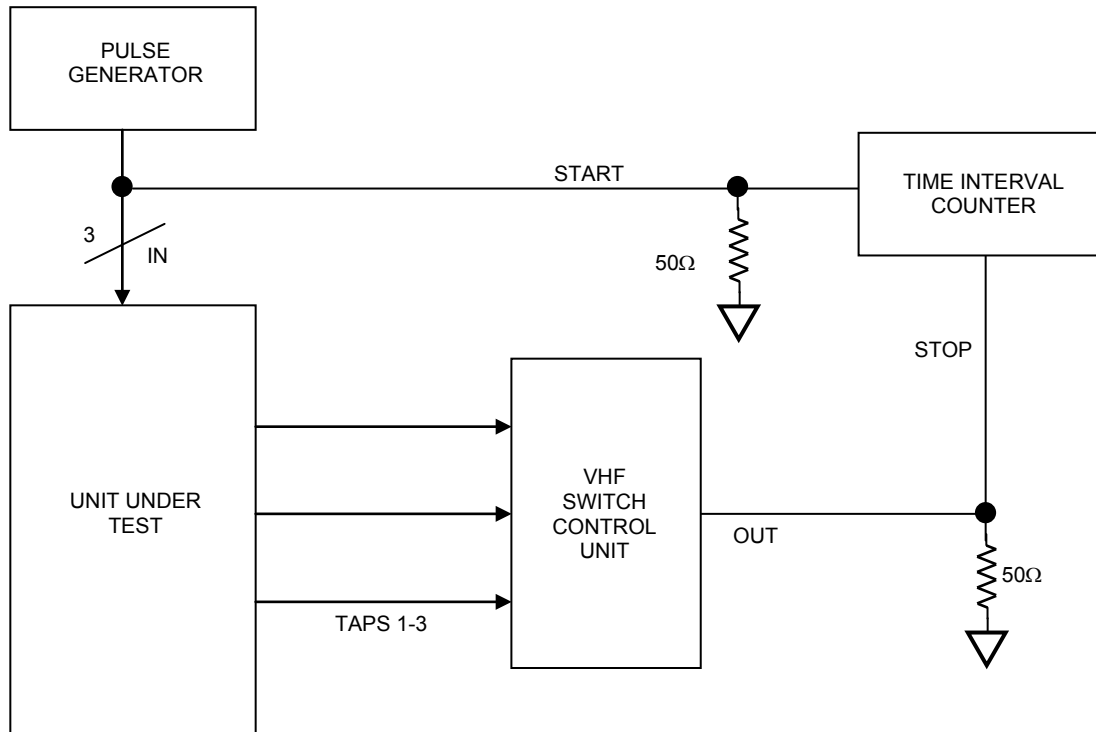 PULSE
GENERATOR
START
TIME INTERVAL
COUNTER
3
IN
50Ω
STOP
UNIT UNDER
TEST
VHF
SWITCH
CONTROL
UNIT
OUT
50Ω
TAPS 1-3